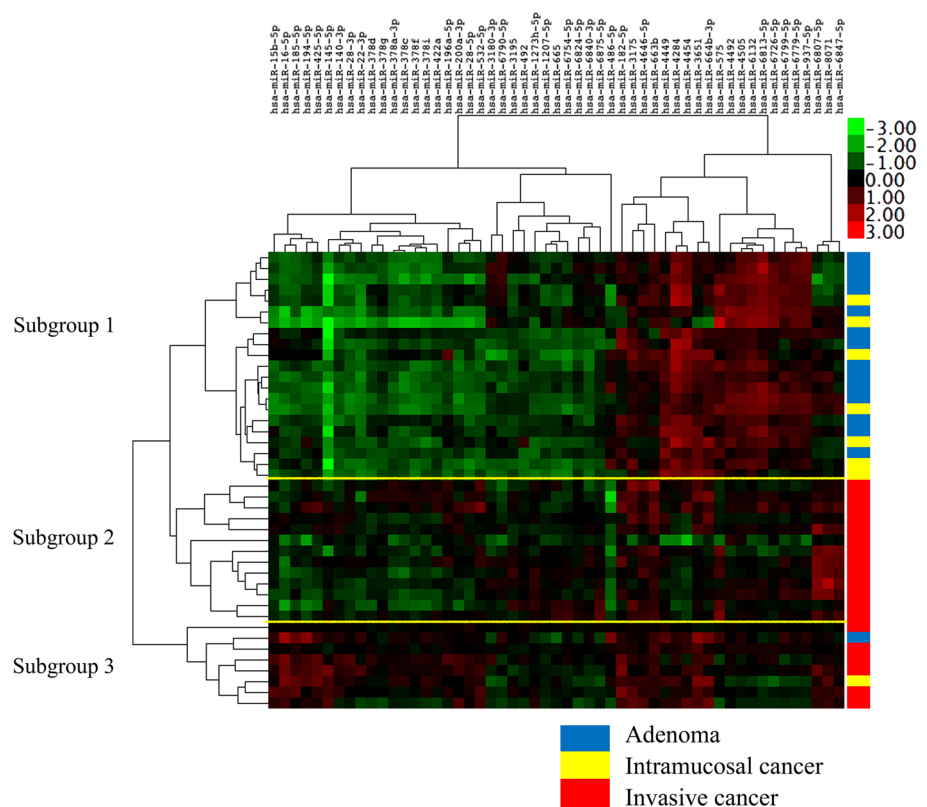 hsa-miR-15b-5p
hsa-miR-16-5p
hsa-miR-185-5p
hsa-miR-194-5p
hsa-miR-425-5p
hsa-miR-145-5p
hsa-miR-140-3p
hsa-miR-28-3p
hsa-miR-22-3p
hsa-miR-378d
hsa-miR-378g
hsa-miR-378a-3p
hsa-miR-378c
hsa-miR-378f
hsa-miR-378i
hsa-miR-422a
hsa-miR-196a-5p
hsa-miR-200a-3p
hsa-miR-28-5p
hsa-miR-532-5p
hsa-miR-3180-3p
hsa-miR-6790-5p
hsa-miR-3195
hsa-miR-492
hsa-miR-1273h-5p
hsa-miR-1207-5p
hsa-miR-665
hsa-miR-6754-5p
hsa-miR-6824-5p
hsa-miR-6840-3p
hsa-miR-6875-5p
hsa-miR-486-5p
hsa-miR-182-5p
hsa-miR-3175
hsa-miR-4646-5p
hsa-miR-663b
hsa-miR-4449
hsa-miR-4284
hsa-miR-4454
hsa-miR-3651
hsa-miR-664b-3p
hsa-miR-575
hsa-miR-4492
hsa-miR-4505
hsa-miR-6132
hsa-miR-6813-5p
hsa-miR-6726-5p
hsa-miR-6799-5p
hsa-miR-6779-5p
hsa-miR-937-5p
hsa-miR-6807-5p
hsa-miR-8071
hsa-miR-6847-5p
-3.00
-2.00
-1.00
0.00
1.00
2.00
3.00
Subgroup 1
Subgroup 2
Subgroup 3
Adenoma
Intramucosal cancer
Invasive cancer